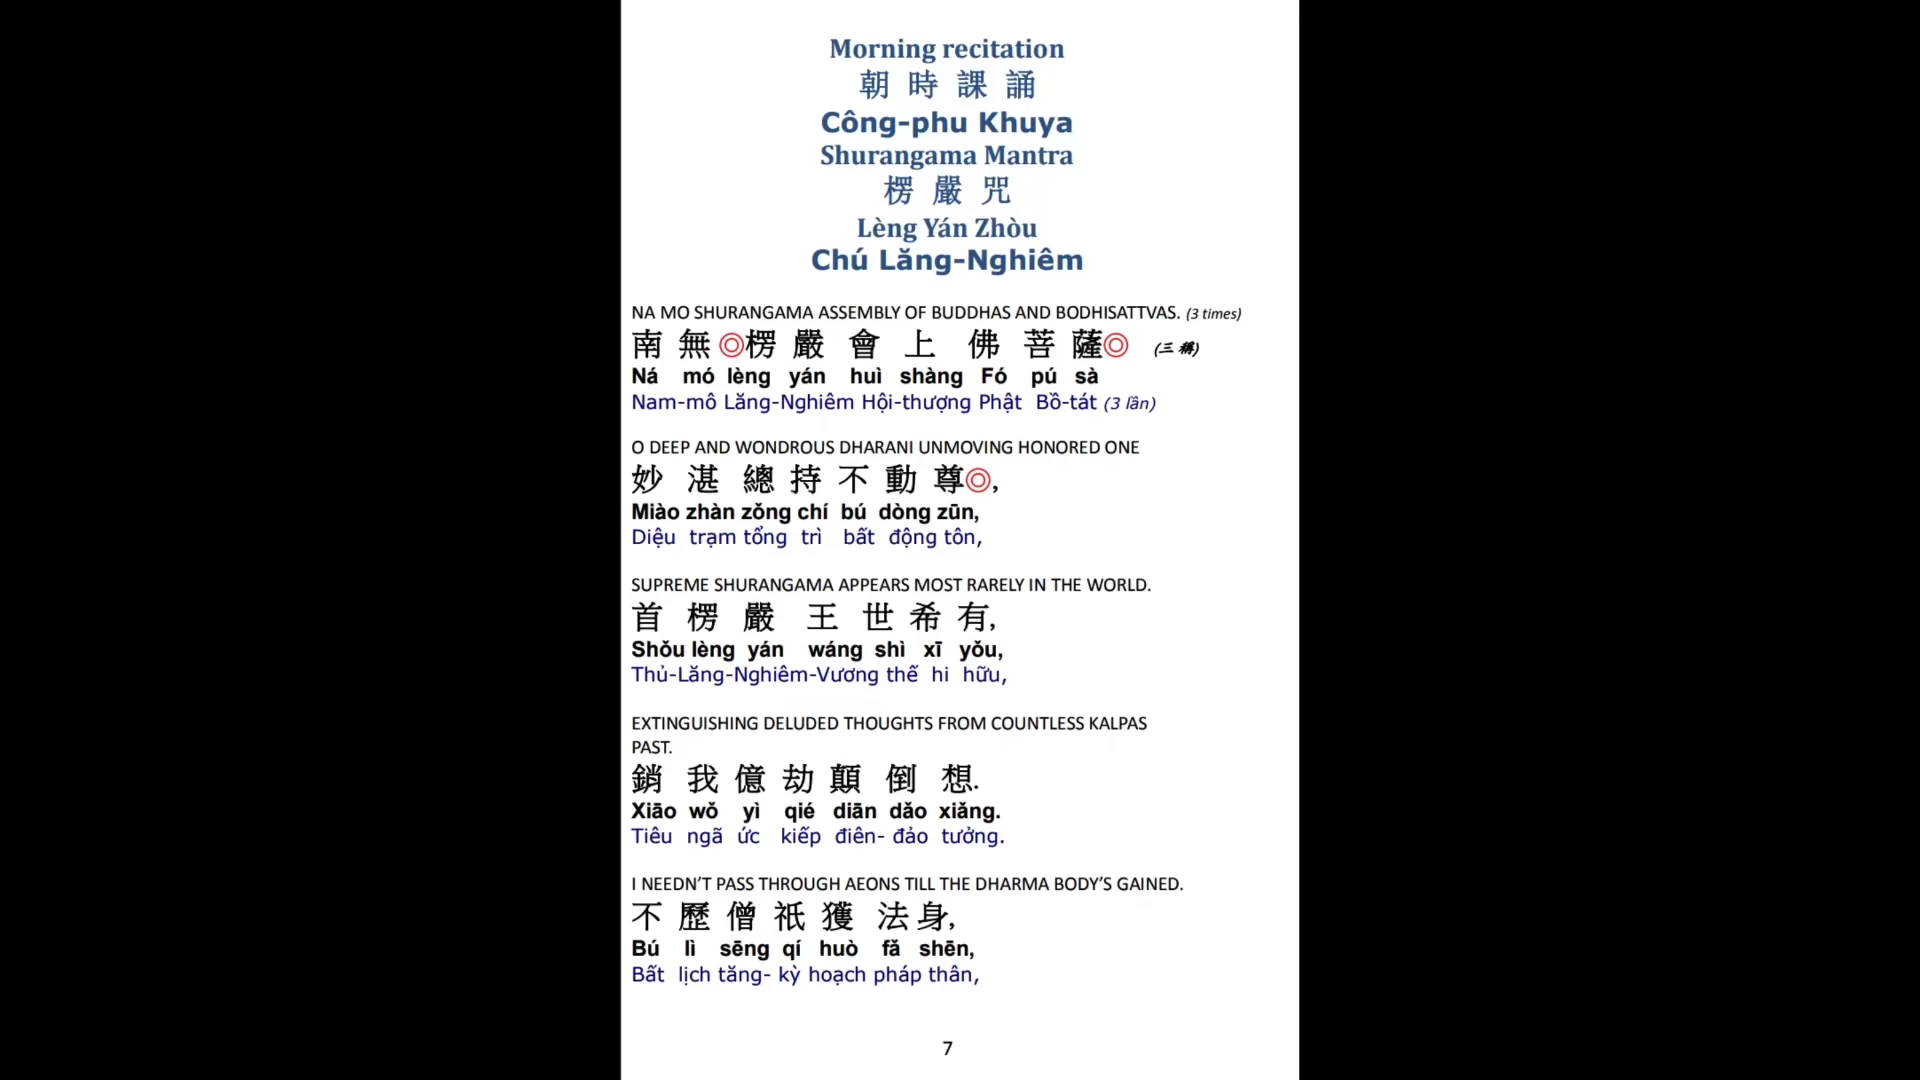 Morning recitation
朝時課誦
Công-phu Khuya
Shurangama Mantra
楞嚴咒
Lèng Yán Zhòu
Chú Lăng-Nghiêm
NA MO SHURANGAMA ASSEMBLY OF BUDDHAS AND BODHISATTVAS. (3 times)
南無◎楞嚴會上佛菩薩◎ (三稱)
Ná mó lèng yán huì shàng Fó pú sà
Nam-mô Lăng-Nghiêm Hội-thượng Phật Bồ-tát (3 lần)
O DEEP AND WONDROUS DHARANI UNMOVING HONORED ONE
妙湛總持不動尊◎,
Miào zhàn zǒng chí bú dòng zūn,
Diệu trạm tổng trì bất động tôn,
SUPREME SHURANGAMA APPEARS MOST RARELY IN THE WORLD.
首楞嚴王世希有,
Shǒu lèng yán wáng shì xī yǒu,
Thủ-Lăng-Nghiêm-Vương thế hi hữu,
EXTINGUISHING DELUDED THOUGHTS FROM COUNTLESS KALPAS
PAST.
銷我億劫顛倒想.
Xiāo wǒ yì qié diān dǎo xiǎng.
Tiêu ngã ức kiếp điên- đảo tưởng.
I NEEDN'T PASS THROUGH AEONS TILL THE DHARMA BODY'S GAINED.
不歷僧祇獲法身,
Bú lì sēng qí huò fǎ shēn,
Bất lịch tăng- kỳ hoạch pháp thân,
7